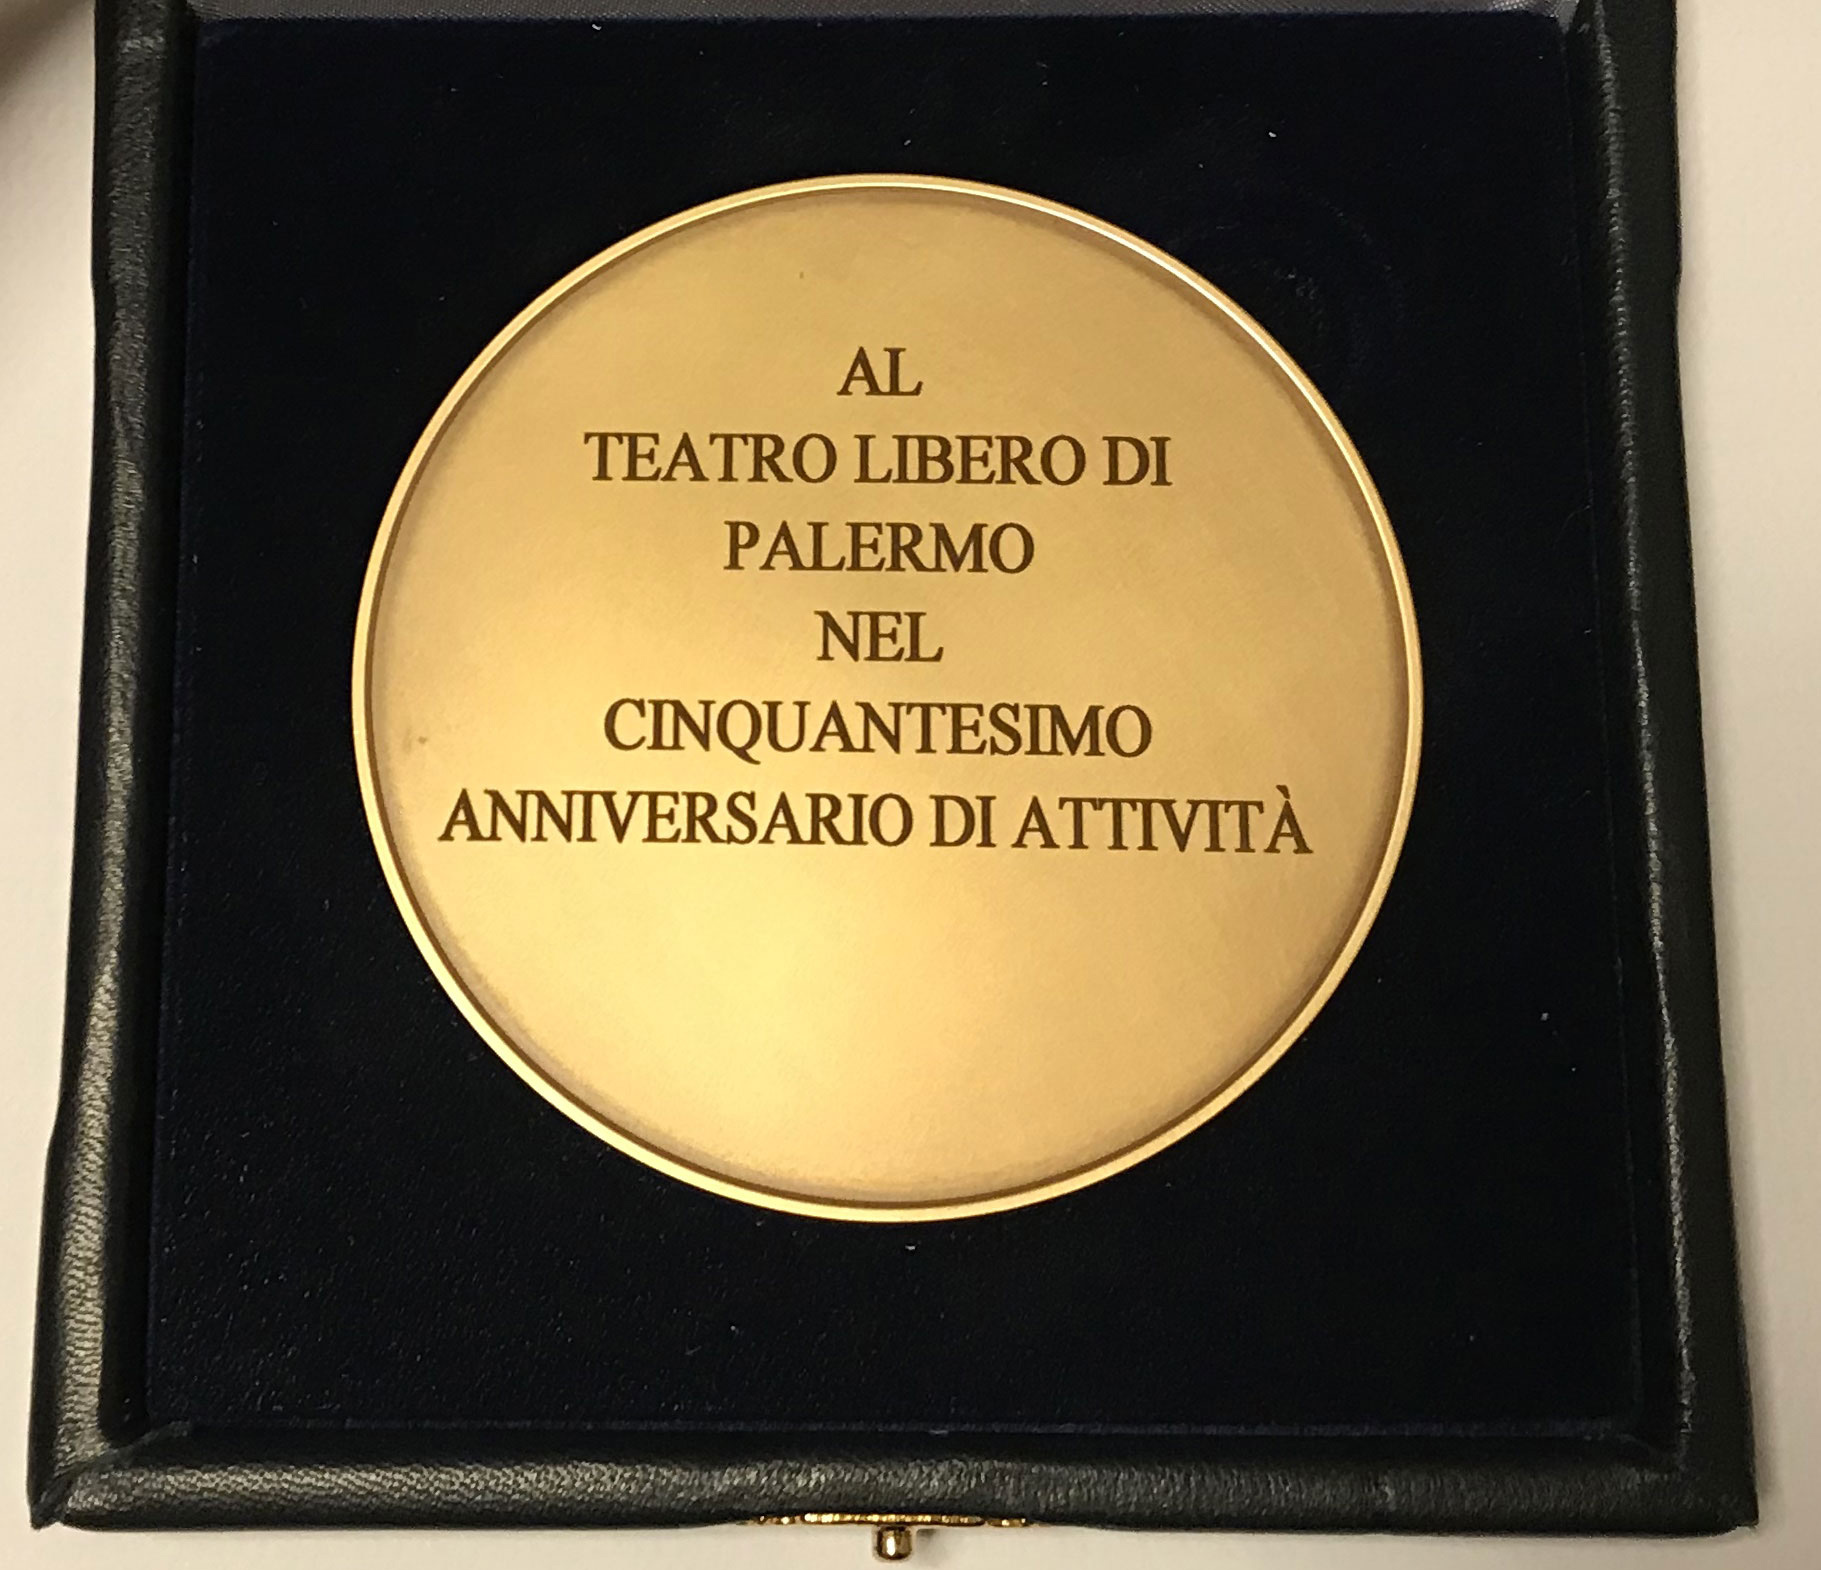 AL
TEATRO LIBERO DI
PALERMO
NEL
CINQUANTESIMO
ANNIVERSARIO DI ATTIVITÀ